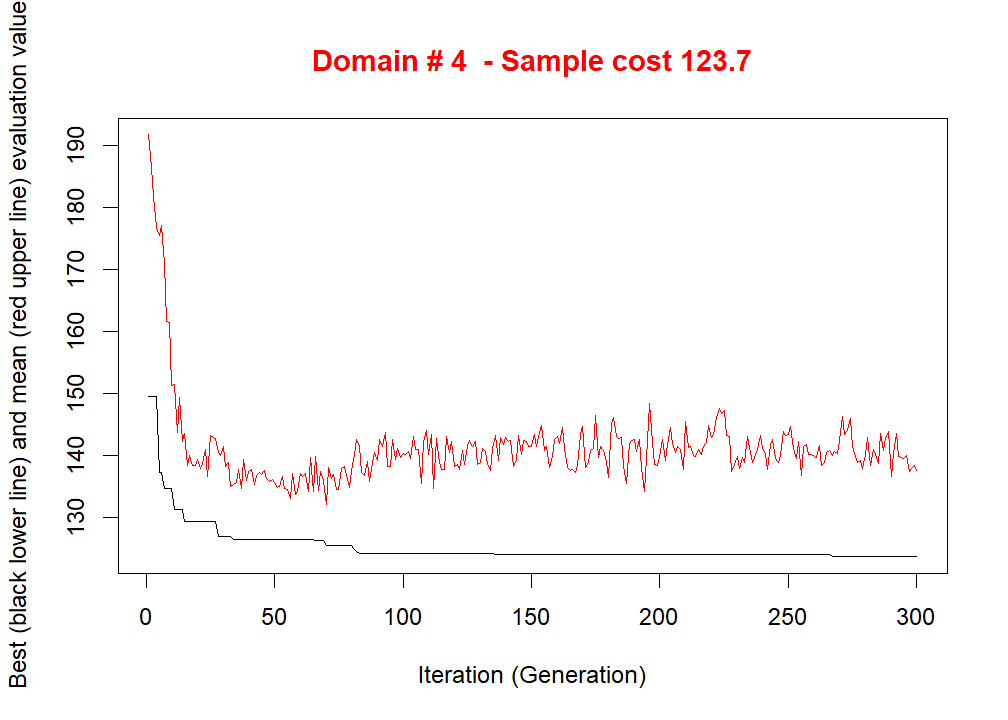 Domain # 4  - Sample cost 123.7
Best (black lower line) and mean (red upper line) evaluation value
190
180
170
160
150
140
130
0 50 100 150 200 250 300
Iteration (Generation)